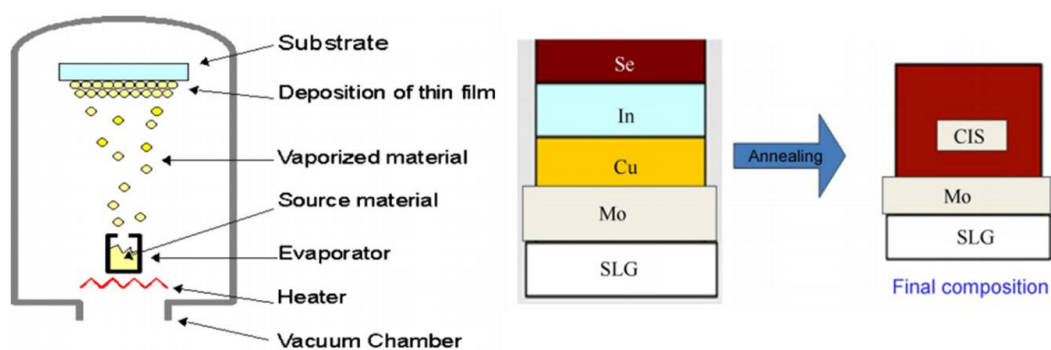 Substrate
Deposition of thin film
Vaporized material
Source material
Evaporator
Heater
Vacuum Chamber
Se
In
Cu
Mo
SLG
Annealing
CIS
Mo
SLG
Final composition